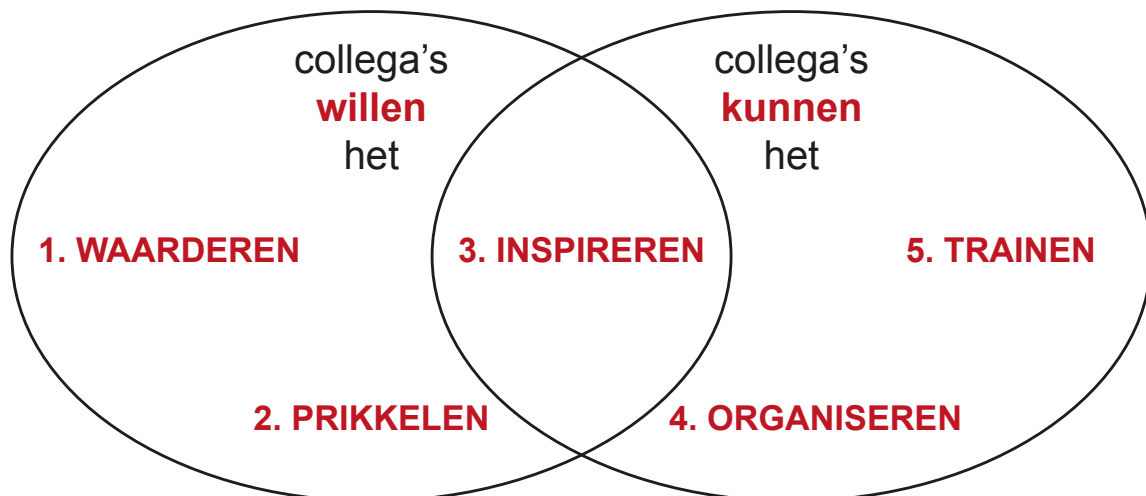 collega's
willen
het
collega's
kunnen
het
1. WAARDEREN
3. INSPIREREN
5. TRAINEN
2. PRIKKELEN
4. ORGANISEREN